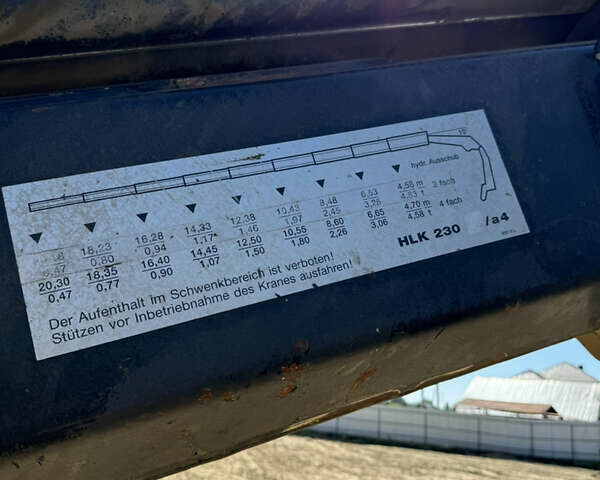 15°
hydr. Ausschub
18,23 16,28 14,33 12,38 10,43 8,48 6,53 4,58 m 3 fach
0,80 0,94 1,17 1,46 1,97 2,45 3,26 4,83 t
20,30 18,35 16,40 14,45 12,50 10,55 8,60 6,65 4,70 m 4 fach
0,47 0,77 0,90 1,07 1,50 1,80 2,26 3,06 4,58 t
HLK 230 /a4
Der Aufenthalt im Schwenkbereich ist verboten!
Stützen vor Inbetriebnahme des Kranes ausfahren!